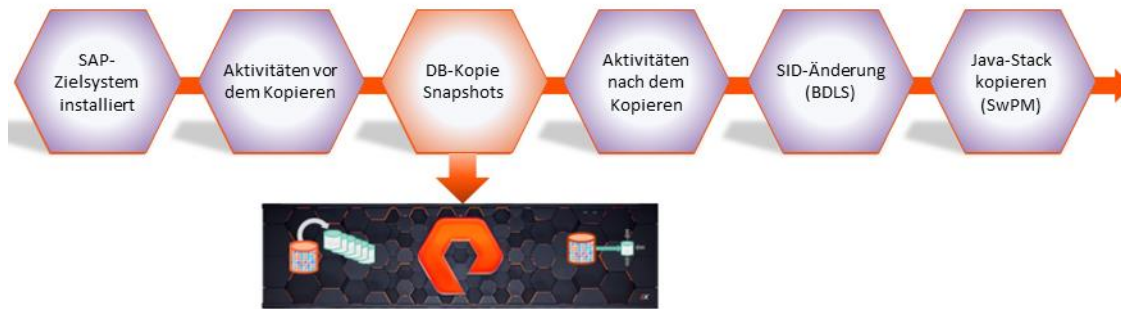 SAP-
Zielsystem
installiert
Aktivitäten vor
dem Kopieren
DB-Kopie
Snapshots
Aktivitäten
nach dem
Kopieren
SID-Änderung
(BDLS)
Java-Stack
kopieren
(SwPM)